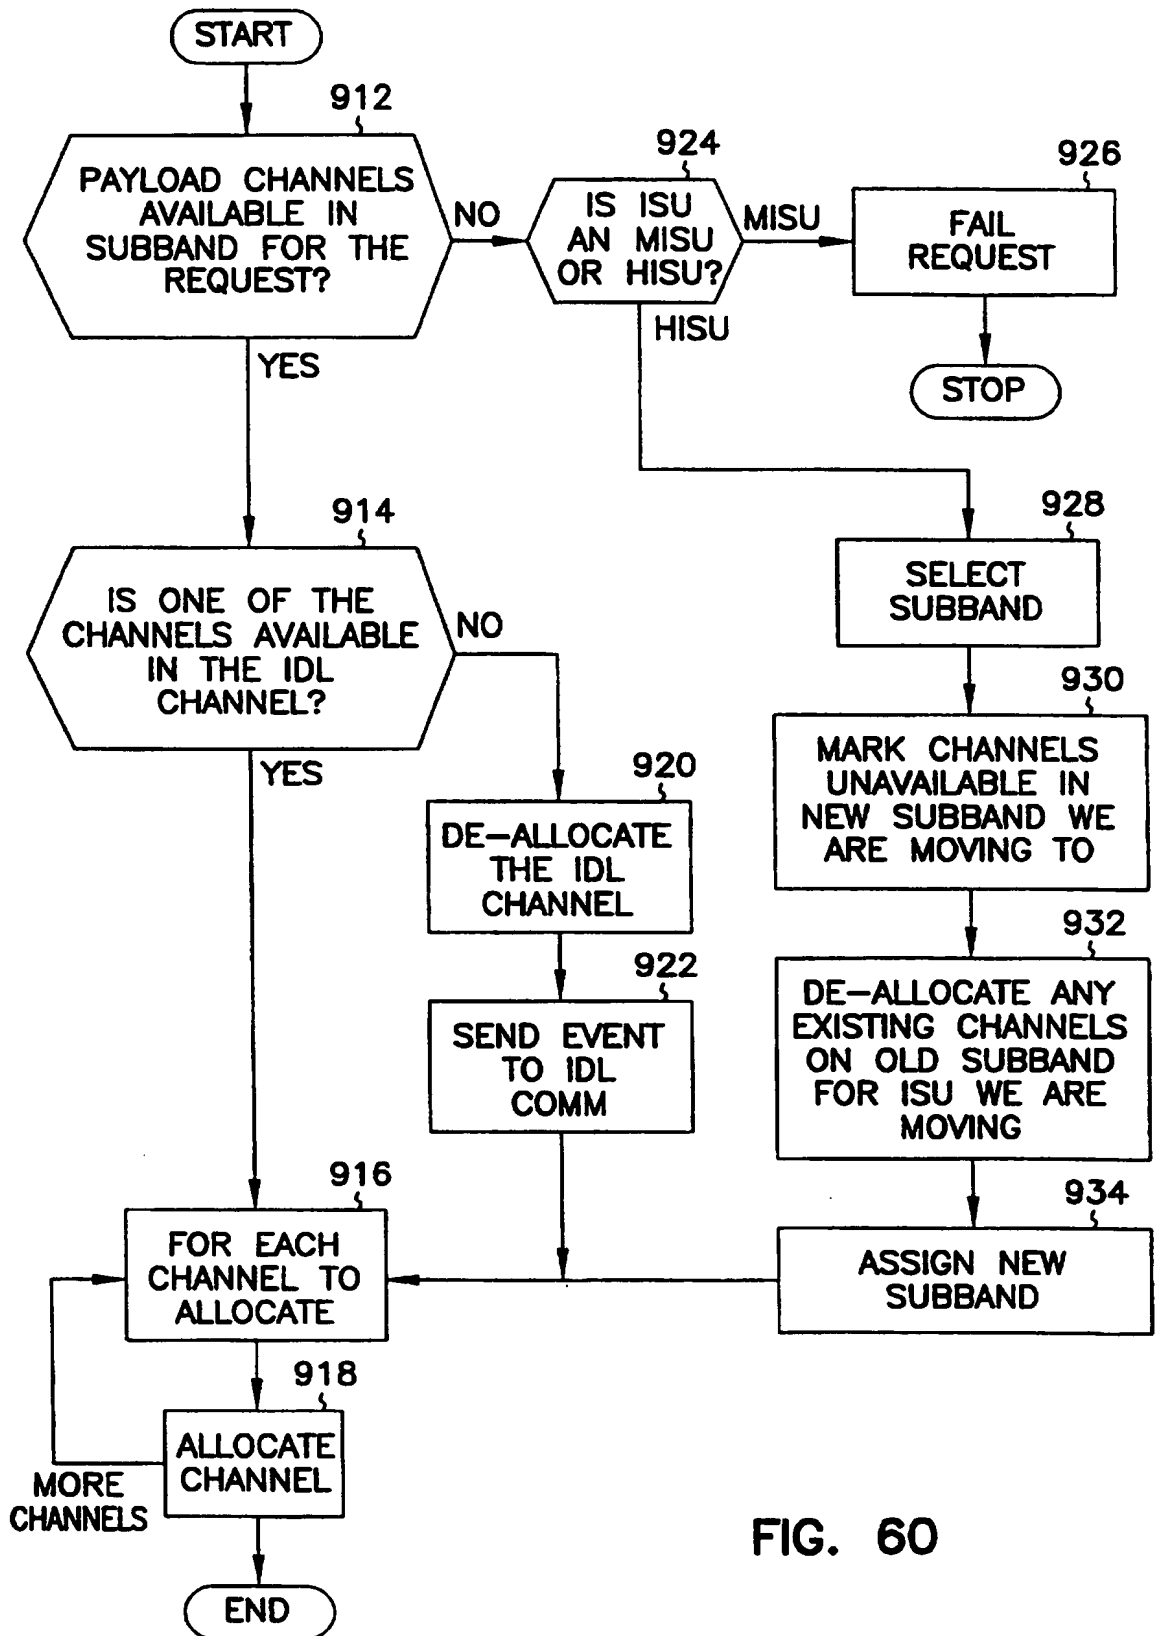 START
912
PAYLOAD CHANNELS
AVAILABLE IN
SUBBAND FOR THE
REQUEST?
NO
YES
924
IS ISU
AN MISU
OR HISU?
MISU
HISU
926
FAIL
REQUEST
STOP
914
IS ONE OF THE
CHANNELS AVAILABLE
IN THE IDL
CHANNEL?
NO
YES
928
SELECT
SUBBAND
930
MARK CHANNELS
UNAVAILABLE IN
NEW SUBBAND WE
ARE MOVING TO
920
DE-ALLOCATE
THE IDL
CHANNEL
922
SEND EVENT
TO IDL
COMM
932
DE-ALLOCATE ANY
EXISTING CHANNELS
ON OLD SUBBAND
FOR ISU WE ARE
MOVING
934
ASSIGN NEW
SUBBAND
916
FOR EACH
CHANNEL TO
ALLOCATE
918
ALLOCATE
CHANNEL
MORE
CHANNELS
END
FIG. 60